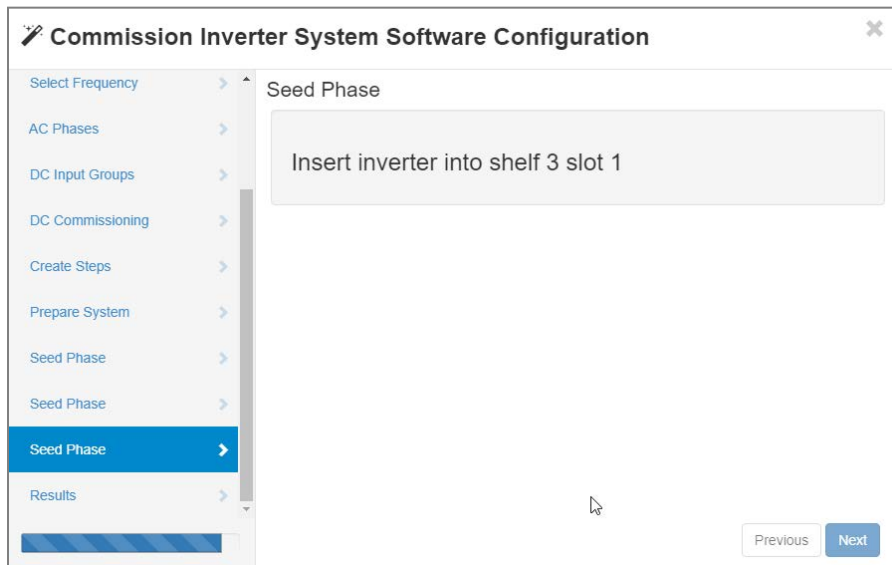 Commission Inverter System Software Configuration
Select Frequency
AC Phases
DC Input Groups
DC Commissioning
Create Steps
Prepare System
Seed Phase
Seed Phase
Seed Phase
Results
Seed Phase
Insert inverter into shelf 3 slot 1
Previous
Next